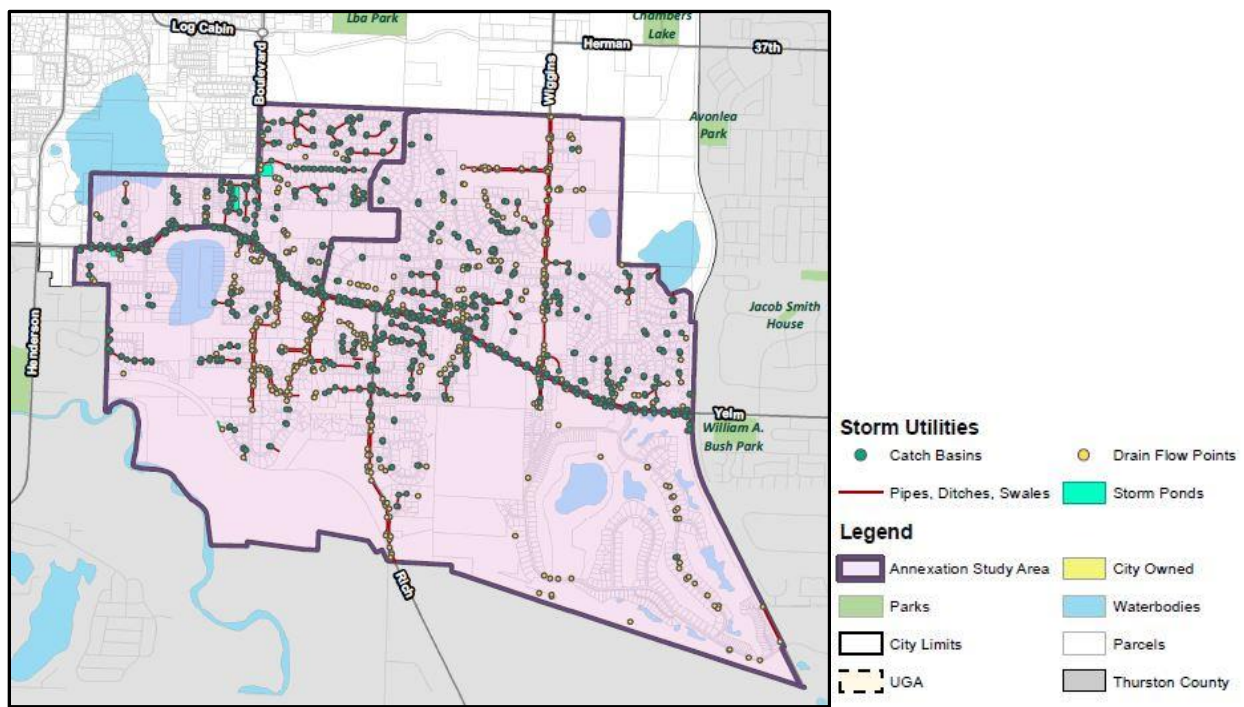 Lba Park
Chambers
Lake
Log Cabin
Boulevard
Wiggins
Herman
37th
Avonlea
Park
Jacob Smith
House
Henderson
Yelm
William A.
Bush Park
Rich
Storm Utilities
Catch Basins
Drain Flow Points
Pipes, Ditches, Swales
Storm Ponds
Legend
Annexation Study Area
City Owned
Parks
Waterbodies
City Limits
Parcels
UGA
Thurston County